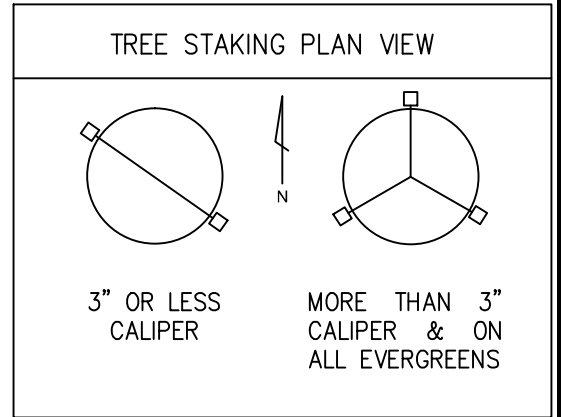 TREE STAKING PLAN VIEW
N
3" OR LESS
CALIPER
MORE THAN 3"
CALIPER & ON
ALL EVERGREENS